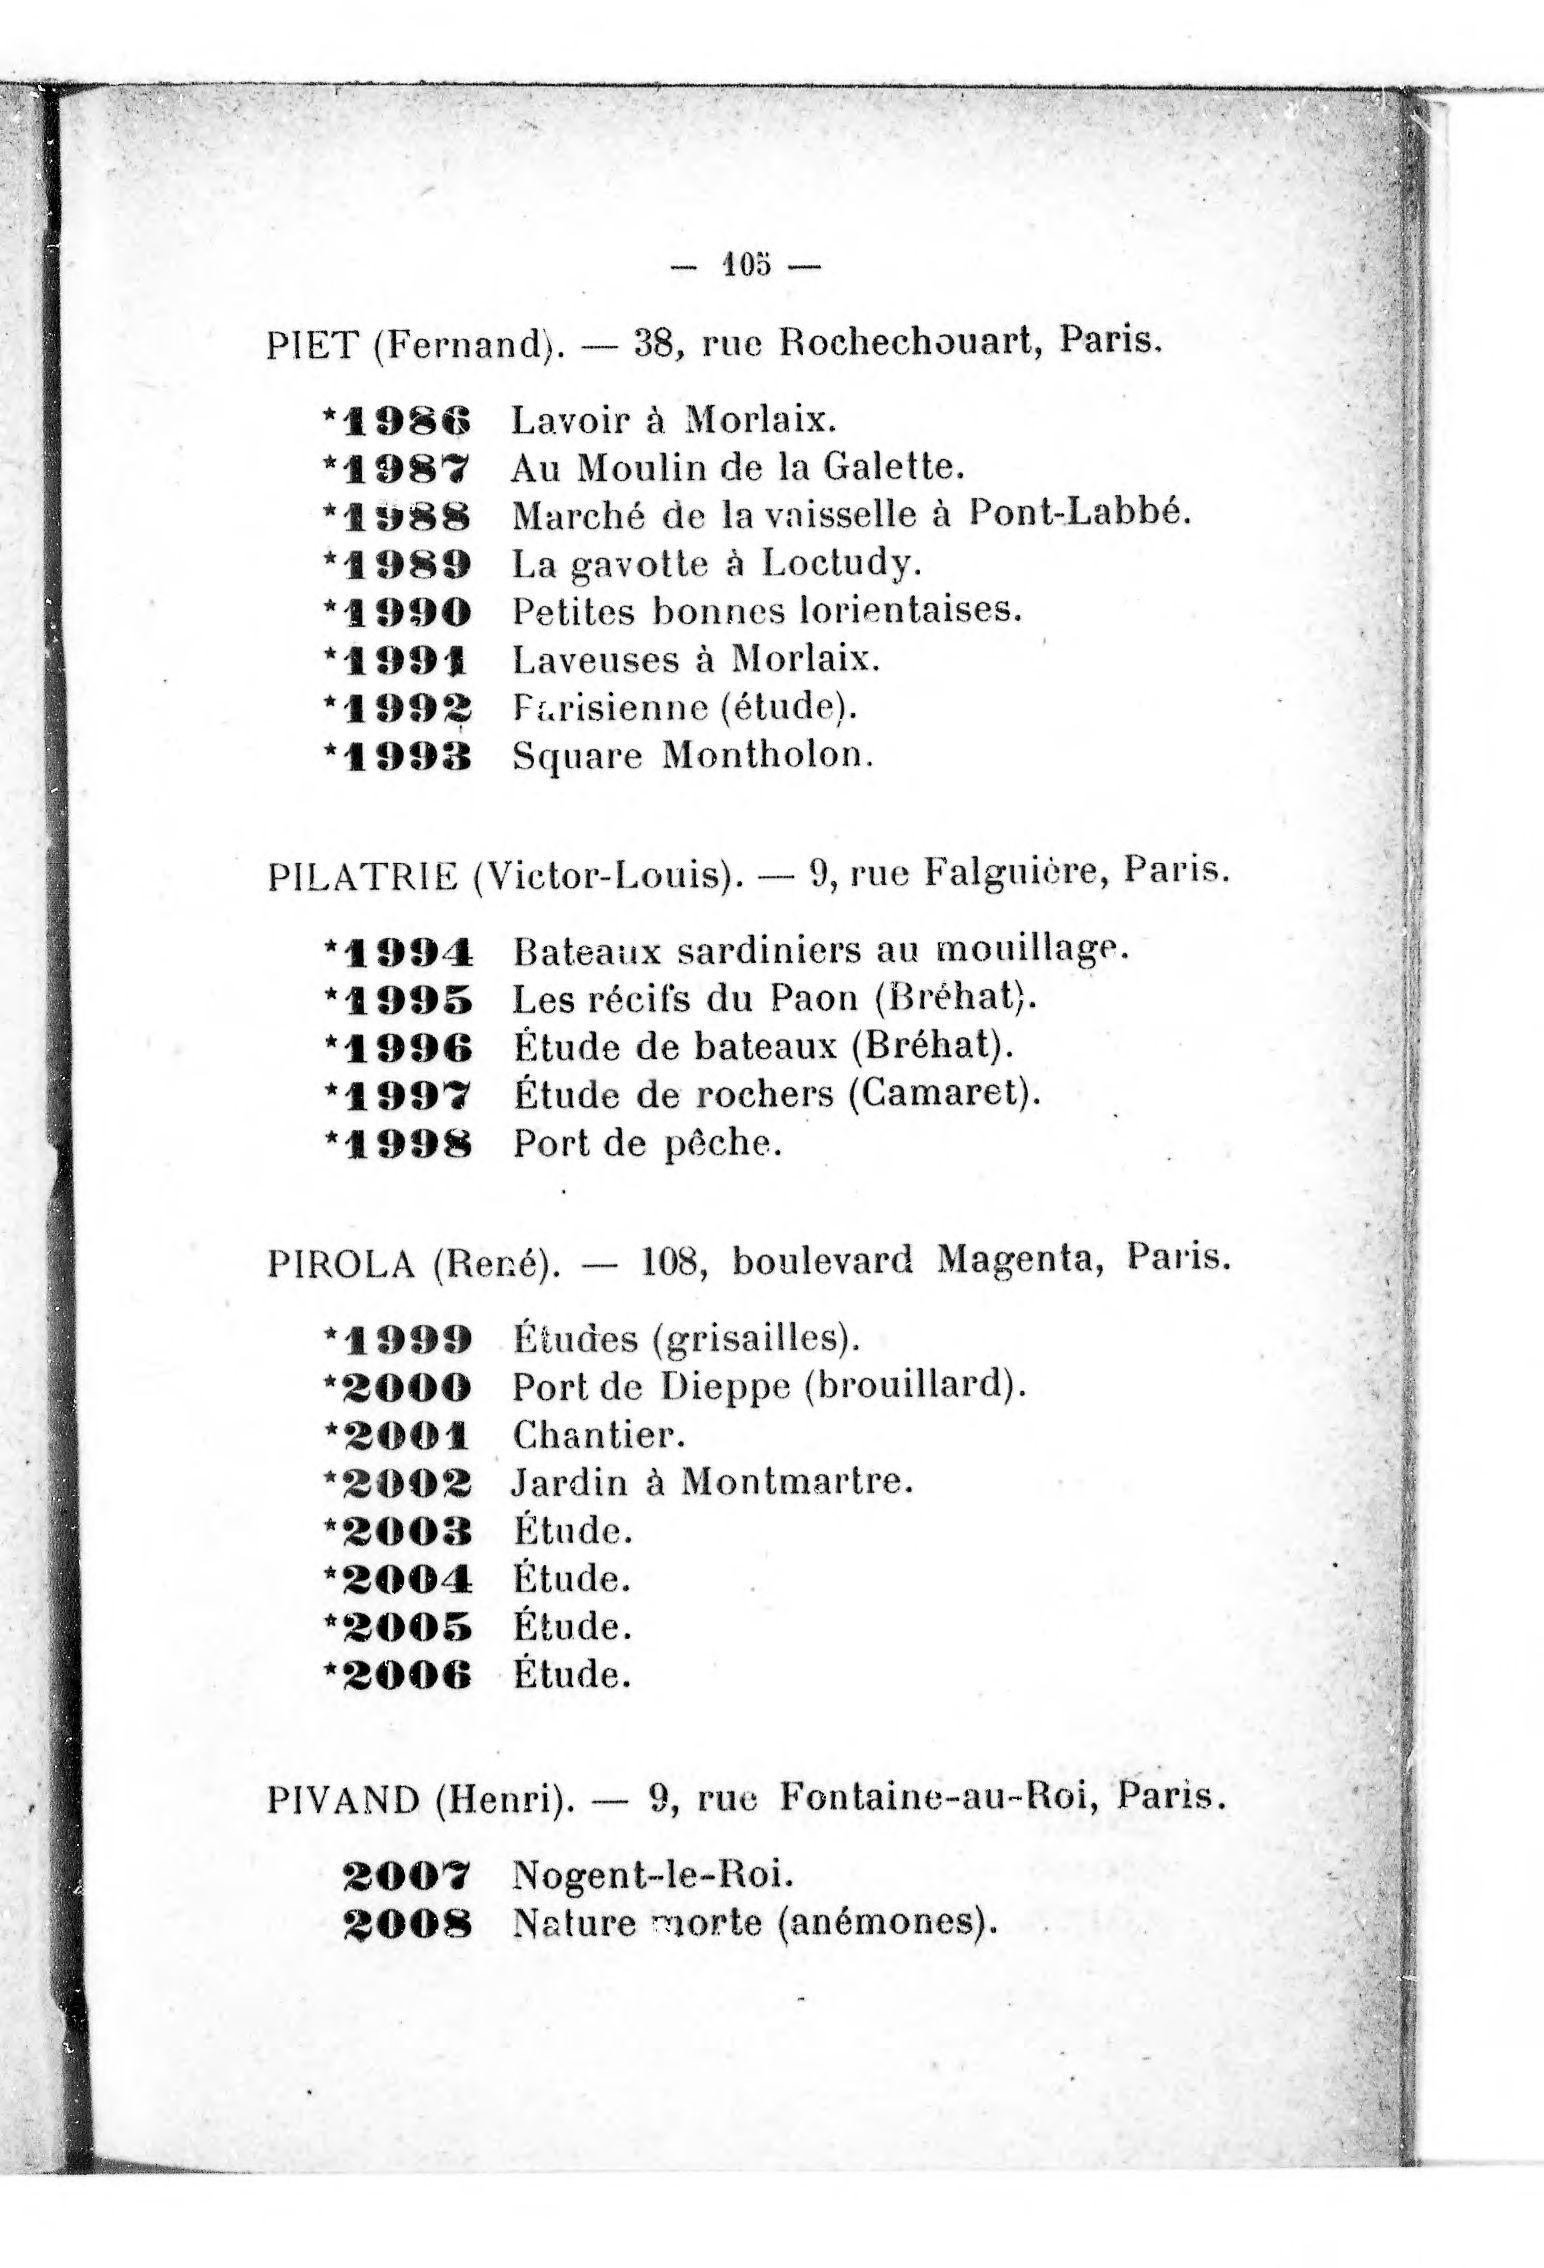 — 105 —
PIET (Fernand). — 38, rue Rochechouart, Paris.
*1986 Lavoir à Morlaix.
*1987 Au Moulin de la Galette.
*1988 Marché de la vaisselle à Pont-Labbé.
*1989 La gavotte à Loctudy.
*1990 Petites bonnes lorientaises.
*1991 Laveuses à Morlaix.
*1992 Parisienne (étude).
*1993 Square Montholon.
PILATRIE (Victor-Louis). — 9, rue Falguière, Paris.
*1994 Bateaux sardiniers au mouillage.
*1995 Les récifs du Paon (Bréhat).
*1996 Étude de bateaux (Bréhat).
*1997 Étude de rochers (Camaret).
*1998 Port de pêche.
PIROLA (René). — 108, boulevard Magenta, Paris.
*1999 Études (grisailles).
*2000 Port de Dieppe (brouillard).
*2001 Chantier.
*2002 Jardin à Montmartre.
*2003 Étude.
*2004 Étude.
*2005 Étude.
*2006 Étude.
PIVAND (Henri). — 9, rue Fontaine-au-Roi, Paris.
2007 Nogent-le-Roi.
2008 Nature morte (anémones).